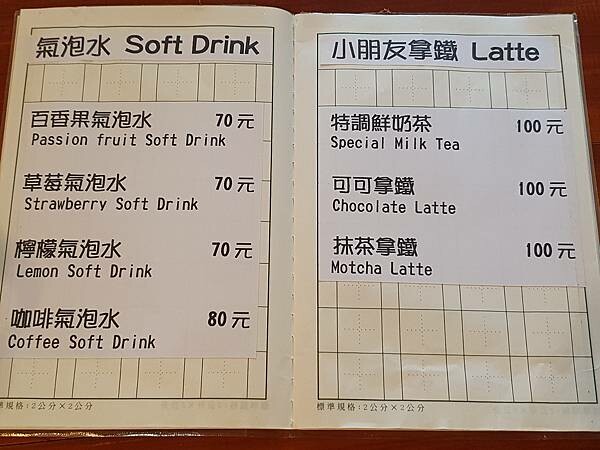 氣泡水 Soft Drink
百香果氣泡水 70元
Passion fruit Soft Drink
草莓氣泡水 70元
Strawberry Soft Drink
檸檬氣泡水 70元
Lemon Soft Drink
咖啡氣泡水 80元
Coffee Soft Drink
準規格:2公分×2公分
小朋友拿鐵 Latte
特調鮮奶茶 100元
Special Milk Tea
可可拿鐵 100元
Chocolate Latte
抹茶拿鐵 100元
Motcha Latte
標準規格:2公分×2公分